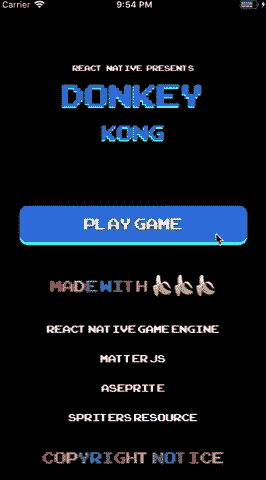 Carrier 9:54 PM
REACT NATIVE PRESENTS
DONKEY
KONG
PLAY GAME
MADE WITH
REACT NATIVE GAME ENGINE
MATTER JS
ASEPRITE
SPRITERS RESOURCE
COPYRIGHT NOTICE